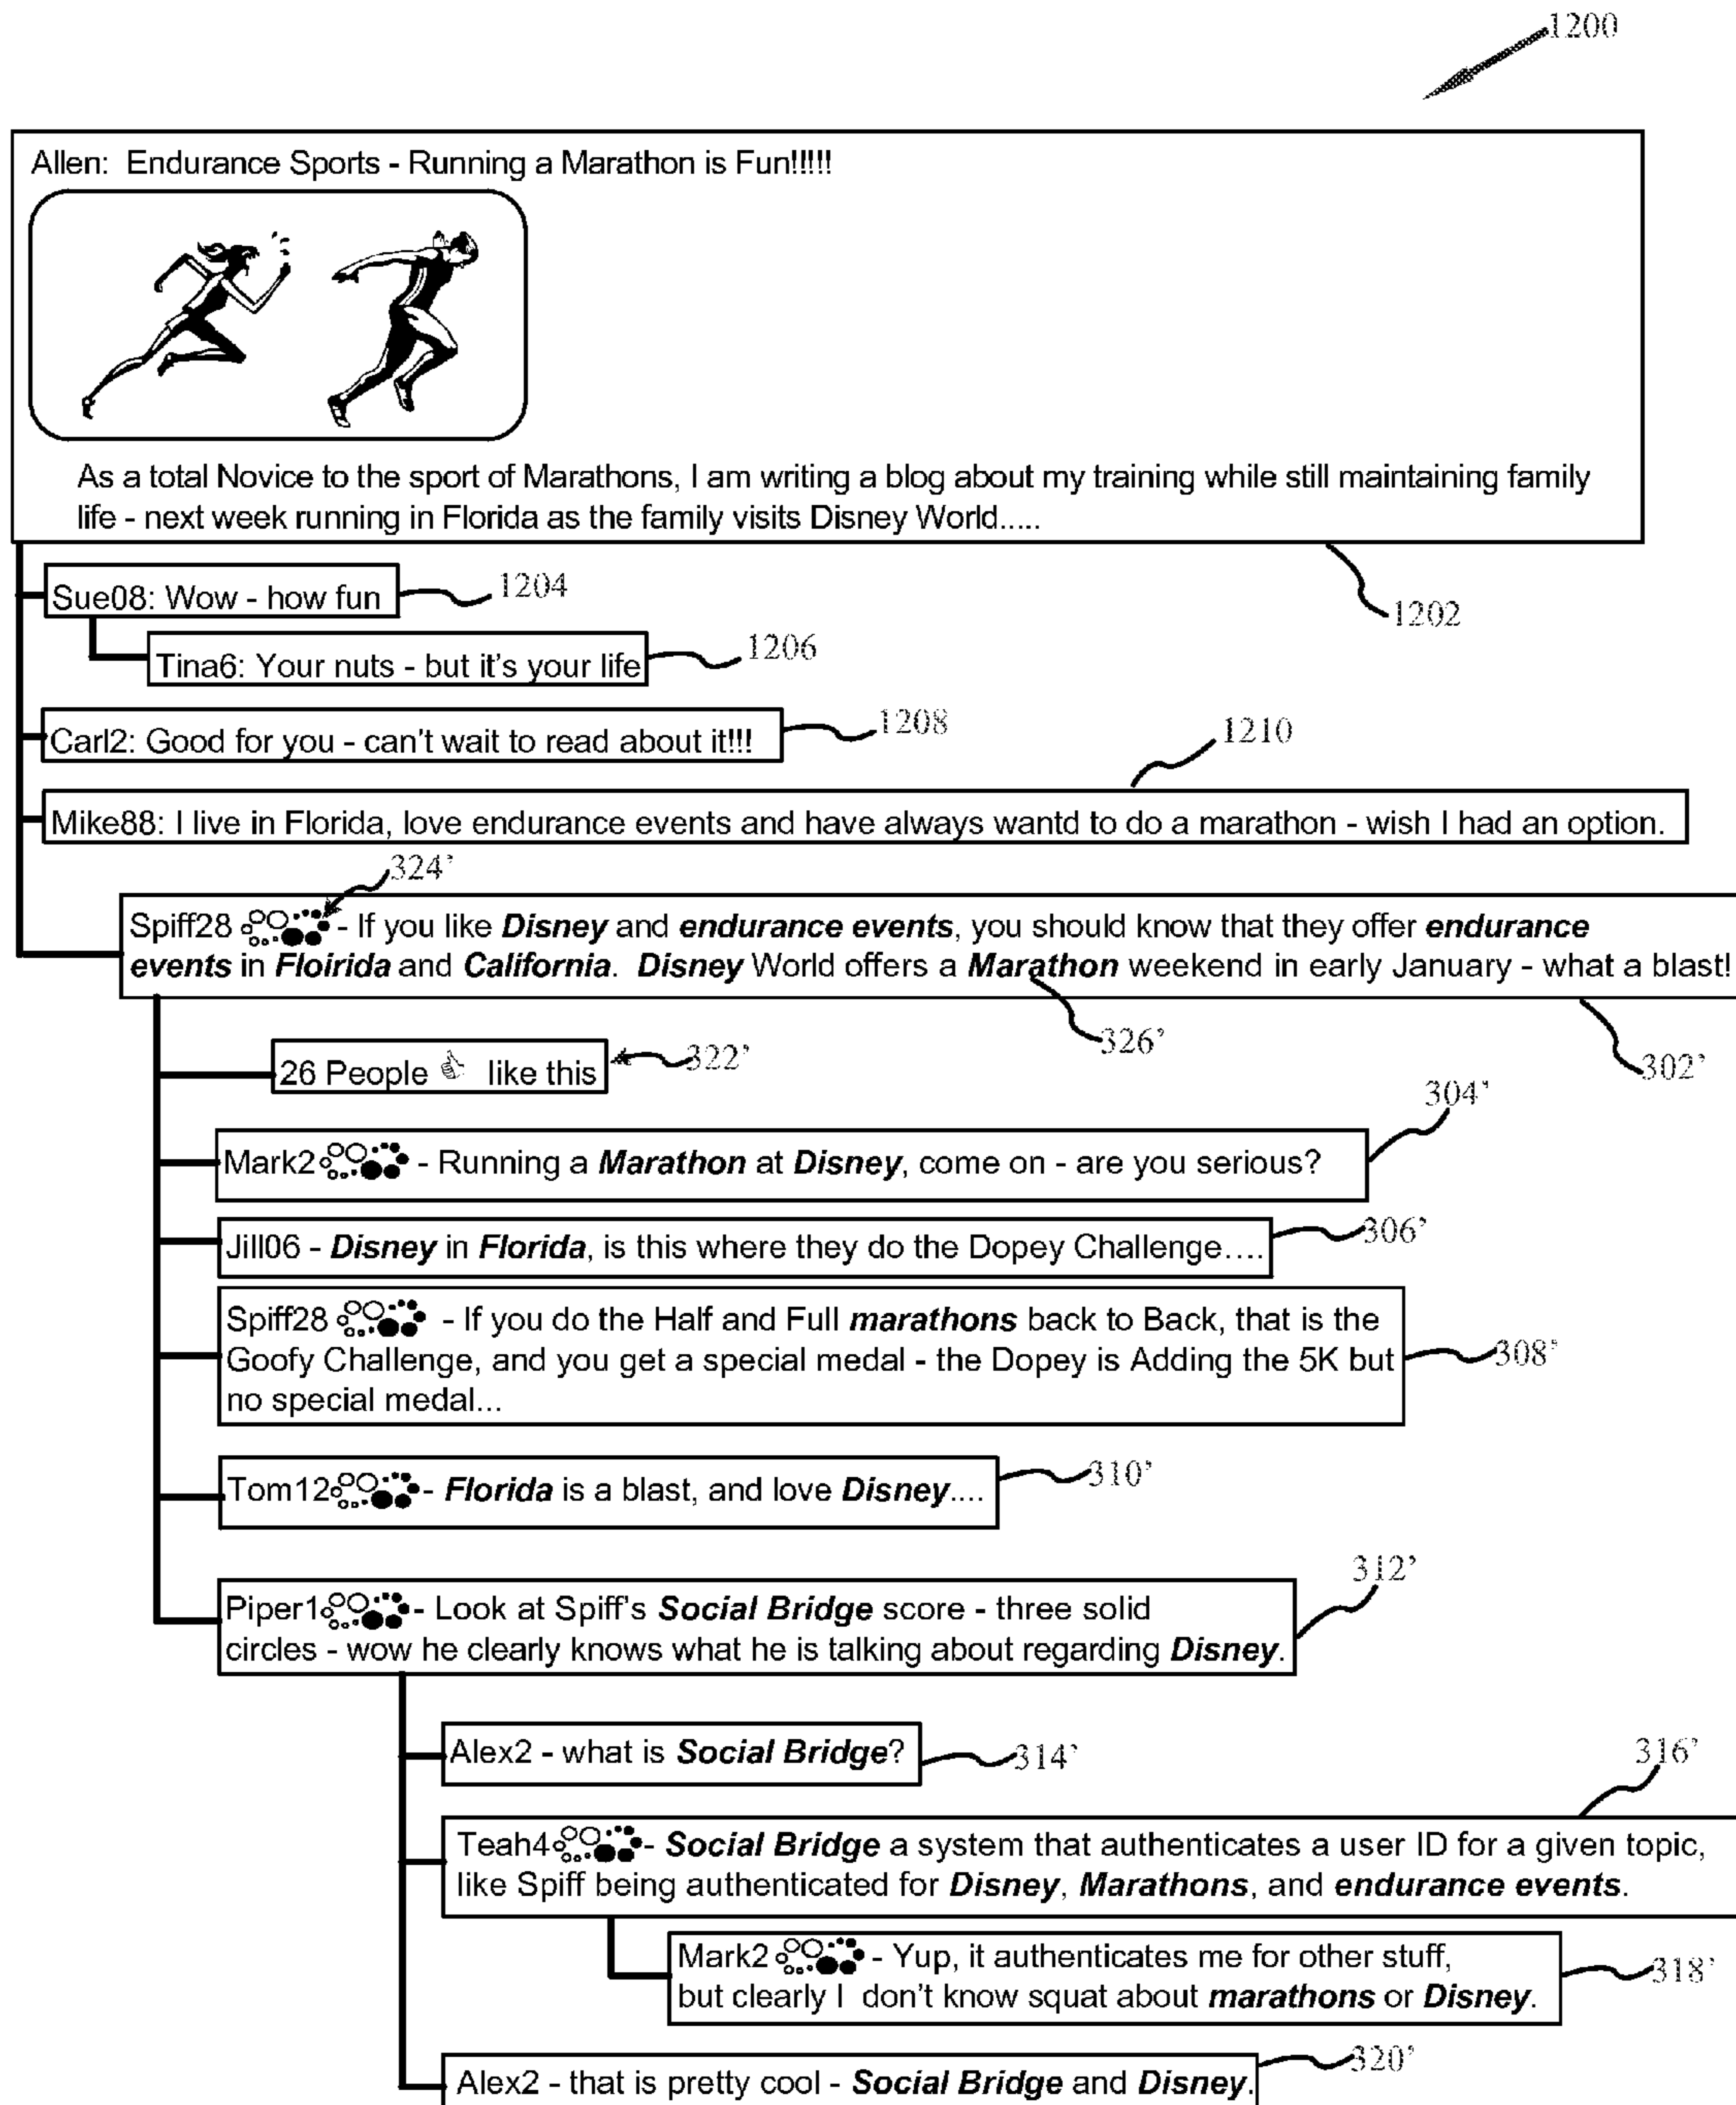 1200
Allen: Endurance Sports - Running a Marathon is Fun!!!!!
As a total Novice to the sport of Marathons, I am writing a blog about my training while still maintaining family
life - next week running in Florida as the family visits Disney World.....
1202
Sue08: Wow - how fun
1204
Tina6: Your nuts - but it's your life
1206
Carl2: Good for you - can't wait to read about it!!!
1208
1210
Mike88: I live in Florida, love endurance events and have always wantd to do a marathon - wish I had an option.
324’
Spiff28 - If you like Disney and endurance events, you should know that they offer endurance
events in Floirida and California. Disney World offers a Marathon weekend in early January - what a blast!
326’
302’
26 People like this
322’
304’
Mark2 - Running a Marathon at Disney, come on - are you serious?
Jill06 - Disney in Florida, is this where they do the Dopey Challenge....
306’
Spiff28 - If you do the Half and Full marathons back to Back, that is the
Goofy Challenge, and you get a special medal - the Dopey is Adding the 5K but
no special medal...
308’
Tom12 - Florida is a blast, and love Disney....
310’
312’
Piper1 - Look at Spiff's Social Bridge score - three solid
circles - wow he clearly knows what he is talking about regarding Disney.
Alex2 - what is Social Bridge?
314’
316’
Teah4 - Social Bridge a system that authenticates a user ID for a given topic,
like Spiff being authenticated for Disney, Marathons, and endurance events.
Mark2 - Yup, it authenticates me for other stuff,
but clearly I don't know squat about marathons or Disney.
318’
Alex2 - that is pretty cool - Social Bridge and Disney.
320’